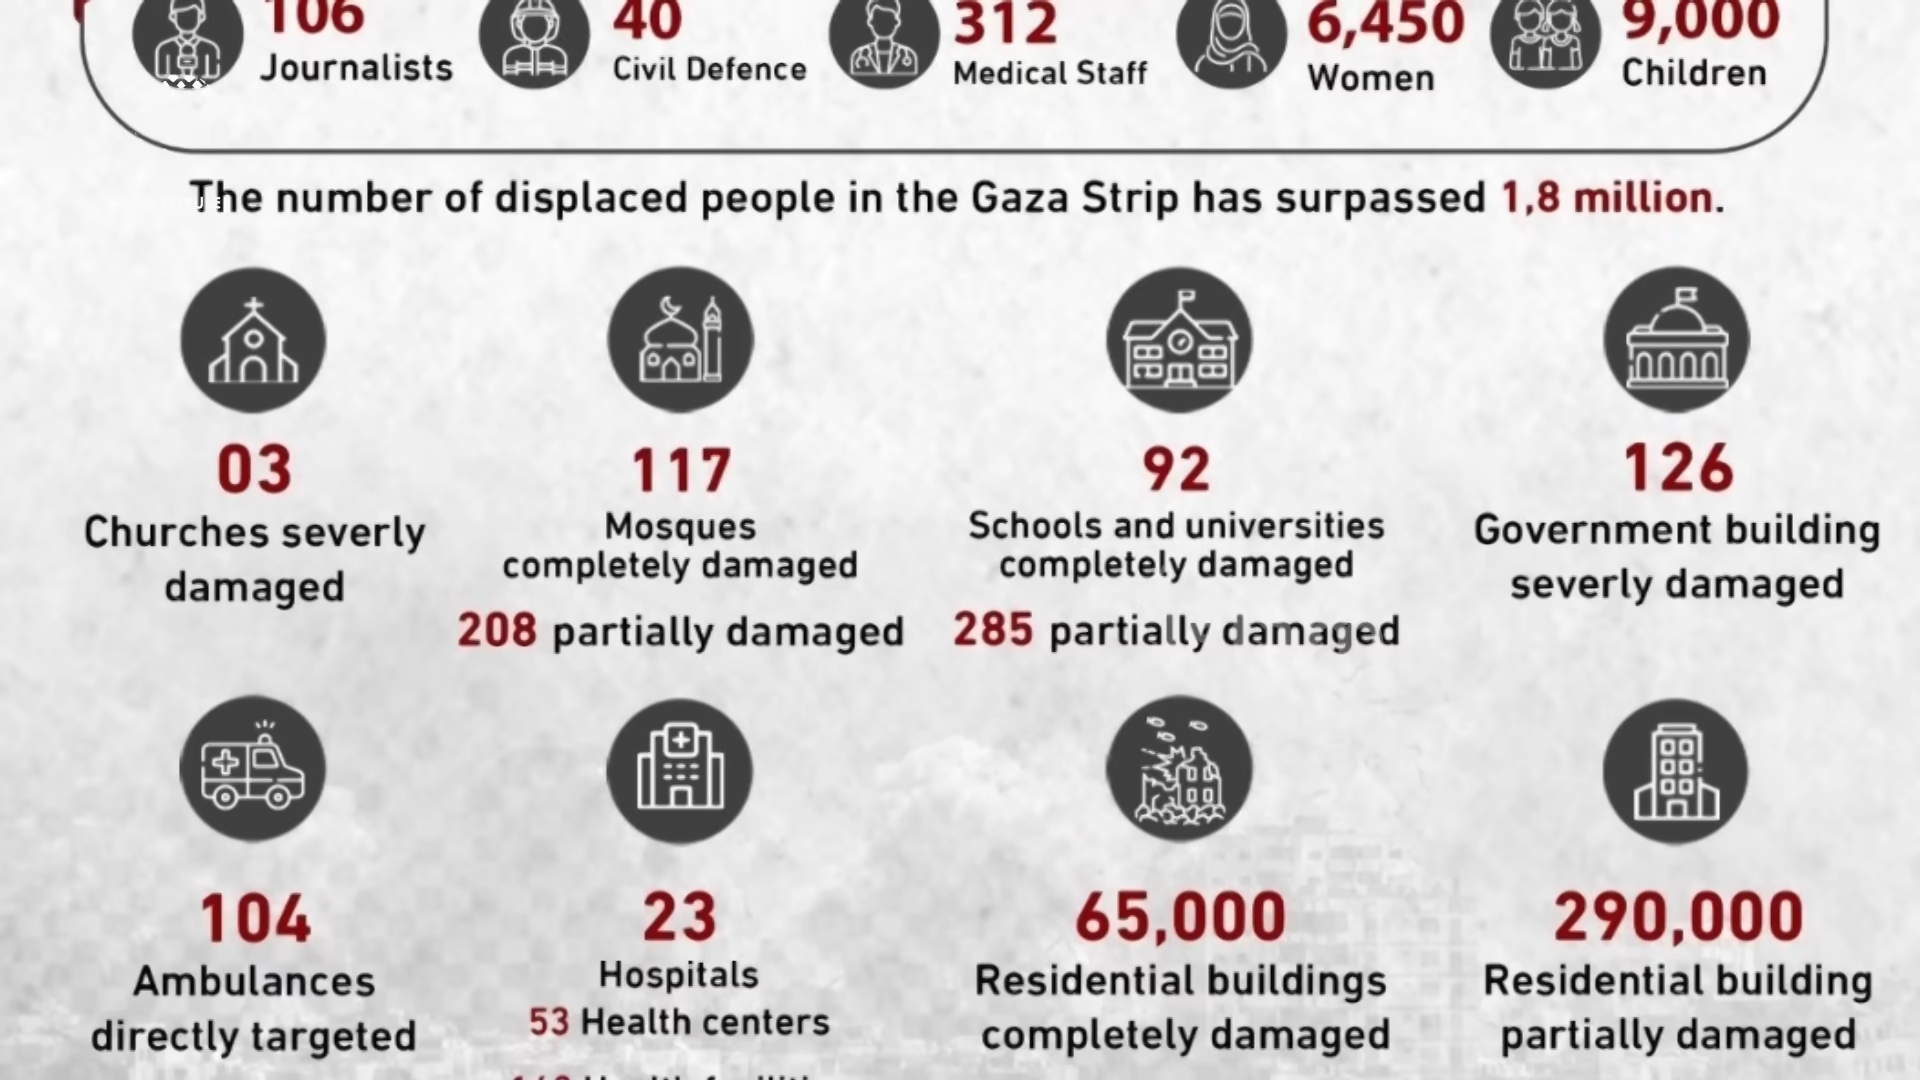 106
Journalists
40
Civil Defence
312
Medical Staff
6,450
Women
9,000
Children
The number of displaced people in the Gaza Strip has surpassed 1,8 million.
03
Churches severly
damaged
117
Mosques
completely damaged
208 partially damaged
92
Schools and universities
completely damaged
285 partially damaged
126
Government building
severly damaged
104
Ambulances
directly targeted
23
Hospitals
53 Health centers
65,000
Residential buildings
completely damaged
290,000
Residential building
partially damaged